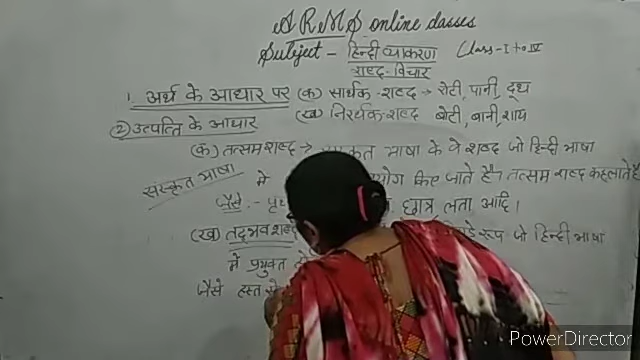 A R M S online classes
Subject - हिन्दी व्याकरण Class - I to IV
शब्द-विचार
1. अर्थ के आधार पर (क) सार्थक-शब्द → रोटी, पानी, दूध
(ख) निरर्थक-शब्द बोटी, बानी, शाय
(2) उत्पत्ति के आधार
(क) तत्सम शब्द → भाषा के वे शब्द जो हिन्दी भाषा
संस्कृत भाषा में किए जाते हैं। तत्सम शब्द कहलाते है
जैसे :- छात्र लता आदि।
(ख) तद्भव शब्द रूप जो हिन्दी भाषा
में प्रयुक्त
जैसे हस्त से
PowerDirector